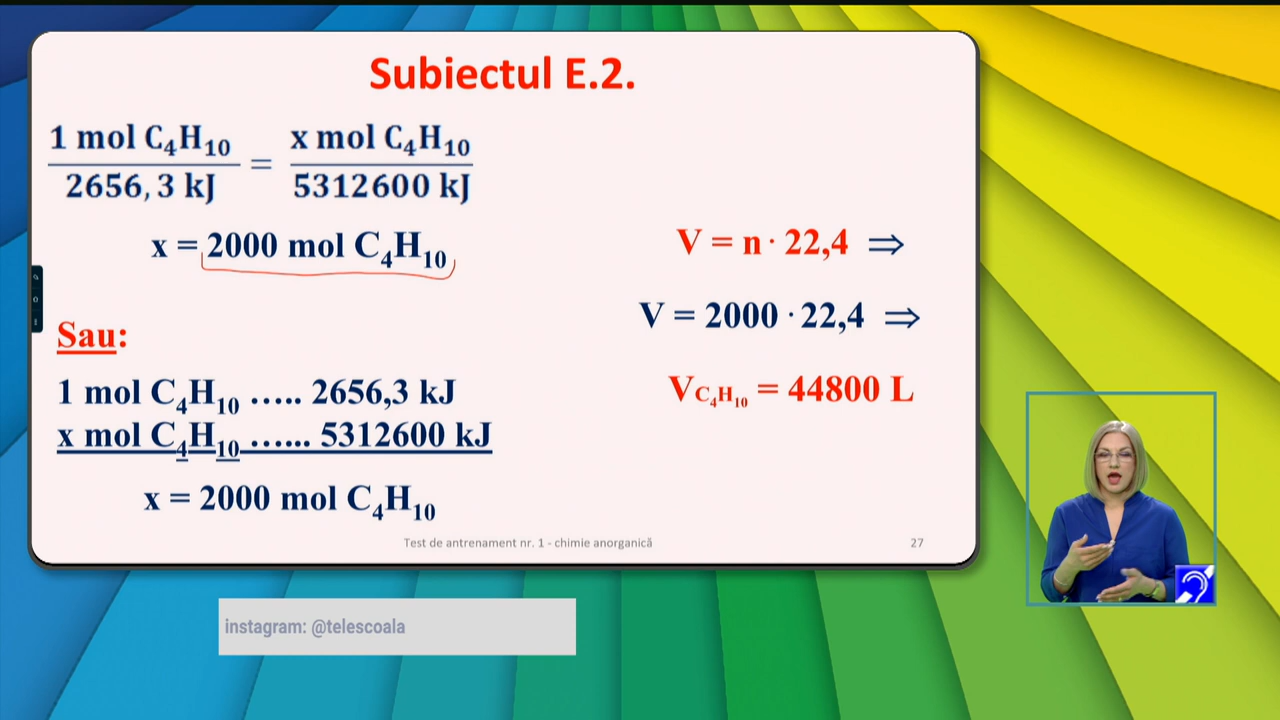 Subiectul E.2.
1 mol C₄H₁₀ / 2656,3 kJ = x mol C₄H₁₀ / 5312600 kJ
x = 2000 mol C₄H₁₀
Sau:
1 mol C₄H₁₀ ..... 2656,3 kJ
x mol C₄H₁₀ ...... 5312600 kJ
x = 2000 mol C₄H₁₀
V = n · 22,4 ⇒
V = 2000 · 22,4 ⇒
V C₄H₁₀ = 44800 L
Test de antrenament nr. 1 - chimie anorganică
27
instagram: @telescoala